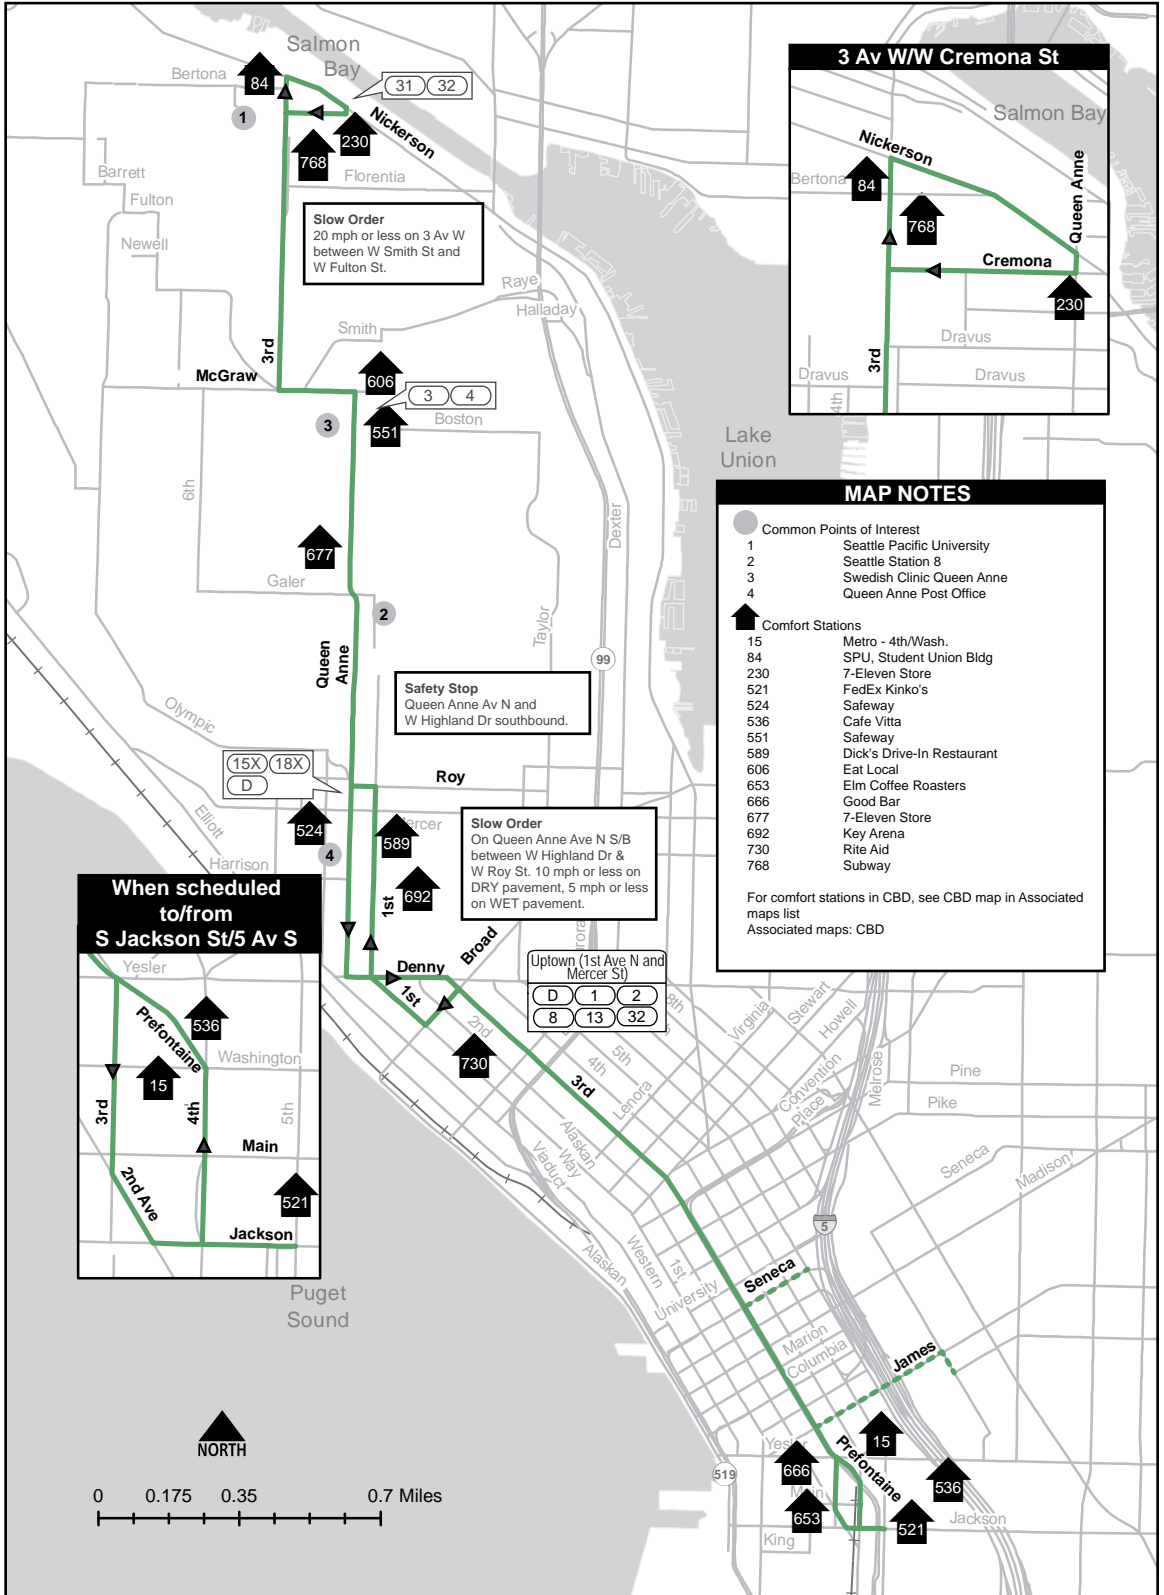 Salmon
Bay
Bertona
84
31
32
1
Nickerson
230
768
Barrett
Florentia
Fulton
Newell
Slow Order
20 mph or less on 3 Av W
between W Smith St and
W Fulton St.
Raye
Halladay
Smith
3rd
McGraw
606
3
4
551
Boston
3
6th
Dexter
677
Galer
2
Taylor
Queen
Anne
99
Safety Stop
Queen Anne Av N and
W Highland Dr southbound.
Olympic
15X
18X
D
Roy
Elliott
524
589
4
Harrison
692
1st
Slow Order
On Queen Anne Ave N S/B
between W Highland Dr &
W Roy St. 10 mph or less on
DRY pavement, 5 mph or less
on WET pavement.
Denny
Broad
1st
2nd
730
Uptown (1st Ave N and
Mercer St)
D
1
2
8
13
32
3 Av W/W Cremona St
Salmon Bay
Nickerson
Bertona
84
768
Queen Anne
Cremona
230
3rd
Dravus
Dravus
Dravus
4th
Lake
Union
MAP NOTES
Common Points of Interest
1 Seattle Pacific University
2 Seattle Station 8
3 Swedish Clinic Queen Anne
4 Queen Anne Post Office
Comfort Stations
15 Metro - 4th/Wash.
84 SPU, Student Union Bldg
230 7-Eleven Store
521 FedEx Kinko's
524 Safeway
536 Cafe Vitta
551 Safeway
589 Dick's Drive-In Restaurant
606 Eat Local
653 Elm Coffee Roasters
666 Good Bar
677 7-Eleven Store
692 Key Arena
730 Rite Aid
768 Subway
For comfort stations in CBD, see CBD map in Associated
maps list
Associated maps: CBD
When scheduled
to/from
S Jackson St/5 Av S
Yesler
Prefontaine
536
Washington
15
3rd
4th
5th
Main
2nd Ave
521
Jackson
8th
Virginia
Stewart
Howell
5th
4th
3rd
Lenora
Convention
Place
Melrose
Pine
Pike
Alaskan
Way
Viaduct
Seneca
Madison
5
Alaskan
Western
1st
University
Seneca
Marion
Columbia
James
Puget
Sound
15
Prefontaine
666
536
519
Main
653
521
Jackson
King
NORTH
0
0.175
0.35
0.7 Miles